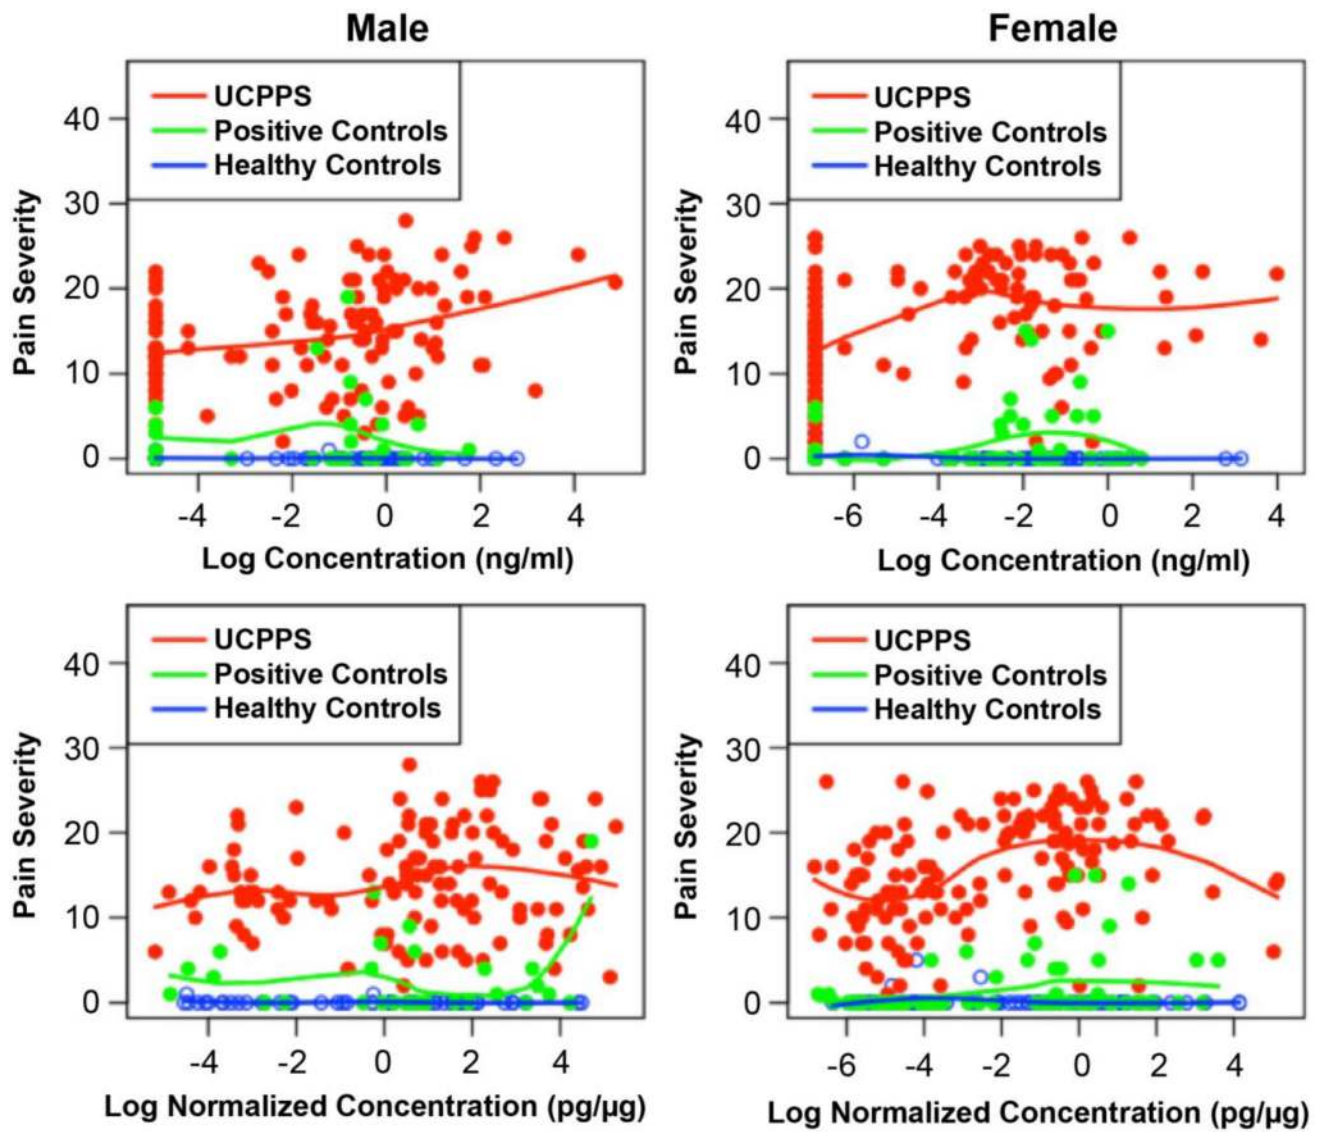 Male
Female
UCPPS
Positive Controls
Healthy Controls
40
30
20
10
0
Pain Severity
-4 -2 0 2 4
Log Concentration (ng/ml)
UCPPS
Positive Controls
Healthy Controls
40
30
20
10
0
Pain Severity
-6 -4 -2 0 2 4
Log Concentration (ng/ml)
UCPPS
Positive Controls
Healthy Controls
40
30
20
10
0
Pain Severity
-4 -2 0 2 4
Log Normalized Concentration (pg/µg)
UCPPS
Positive Controls
Healthy Controls
40
30
20
10
0
Pain Severity
-6 -4 -2 0 2 4
Log Normalized Concentration (pg/µg)